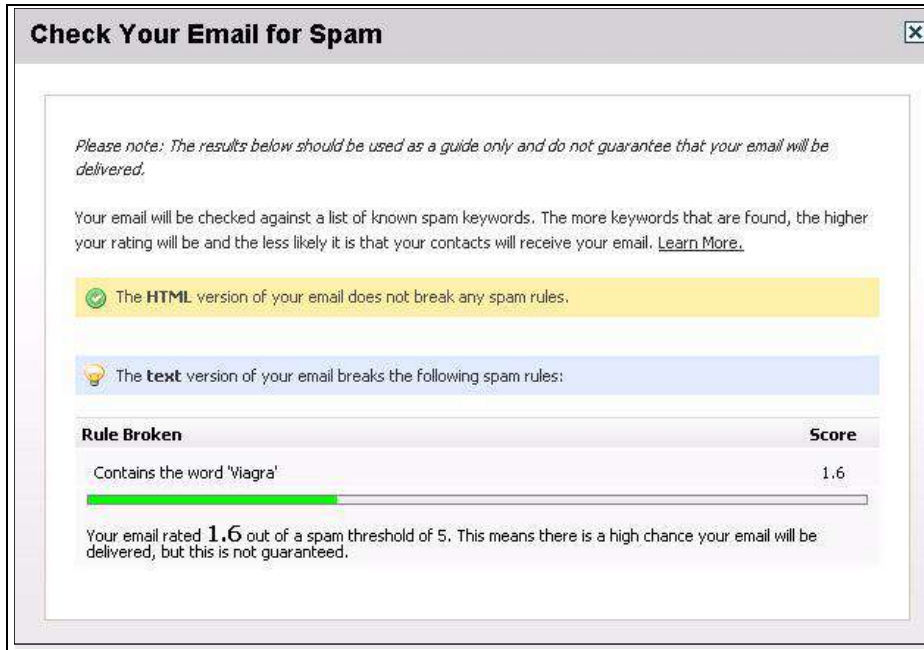 Check Your Email for Spam
Please note: The results below should be used as a guide only and do not guarantee that your email will be
delivered.
Your email will be checked against a list of known spam keywords. The more keywords that are found, the higher
your rating will be and the less likely it is that your contacts will receive your email. Learn More.
The HTML version of your email does not break any spam rules.
The text version of your email breaks the following spam rules:
Rule Broken Score
Contains the word 'Viagra' 1.6
Your email rated 1.6 out of a spam threshold of 5. This means there is a high chance your email will be
delivered, but this is not guaranteed.